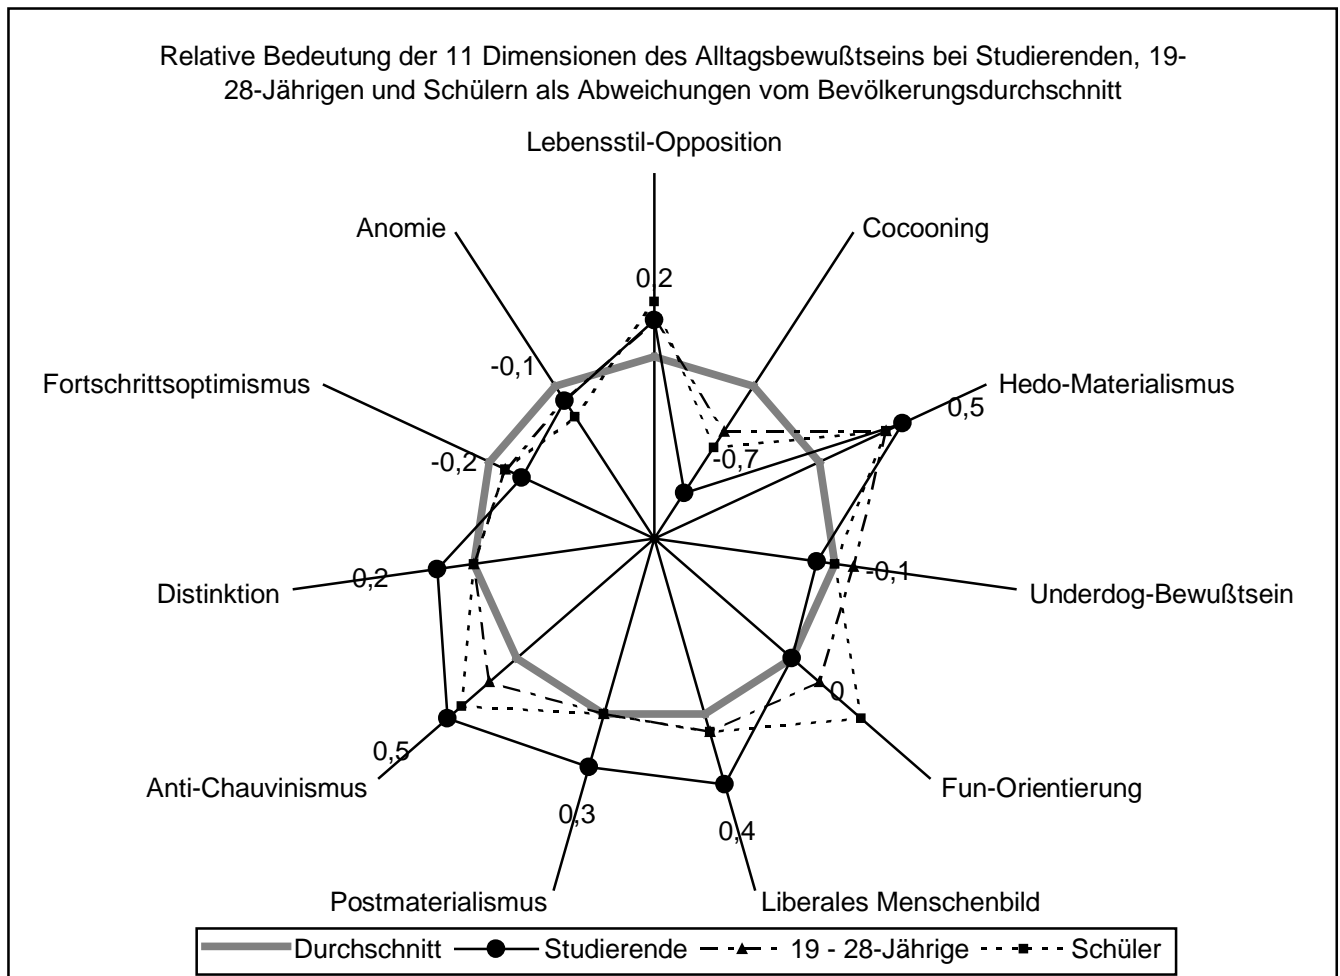 Relative Bedeutung der 11 Dimensionen des Alltagsbewußtseins bei Studierenden, 19-
28-Jährigen und Schülern als Abweichungen vom Bevölkerungsdurchschnitt
Lebensstil-Opposition
Anomie
Cocooning
0,2
-0,1
Fortschrittsoptimismus
Hedo-Materialismus
0,5
-0,2
-0,7
Distinktion
0,2
-0,1
Underdog-Bewußtsein
0
Anti-Chauvinismus
0,5
Fun-Orientierung
0,3
0,4
Postmaterialismus
Liberales Menschenbild
Durchschnitt Studierende 19 - 28-Jährige Schüler